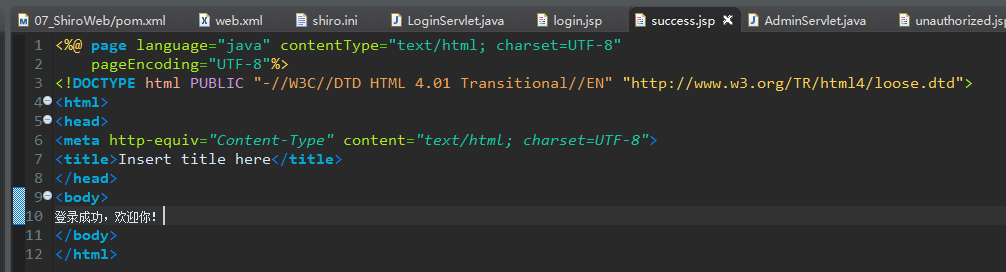 07_ShiroWeb/pom.xml web.xml shiro.ini LoginServlet.java login.jsp success.jsp AdminServlet.java unauthorized.jsp
1 <%@ page language="java" contentType="text/html; charset=UTF-8"
2 pageEncoding="UTF-8"%>
3 <!DOCTYPE html PUBLIC "-//W3C//DTD HTML 4.01 Transitional//EN" "http://www.w3.org/TR/html4/loose.dtd">
4 <html>
5 <head>
6 <meta http-equiv="Content-Type" content="text/html; charset=UTF-8">
7 <title>Insert title here</title>
8 </head>
9 <body>
10 登录成功，欢迎你！
11 </body>
12 </html>